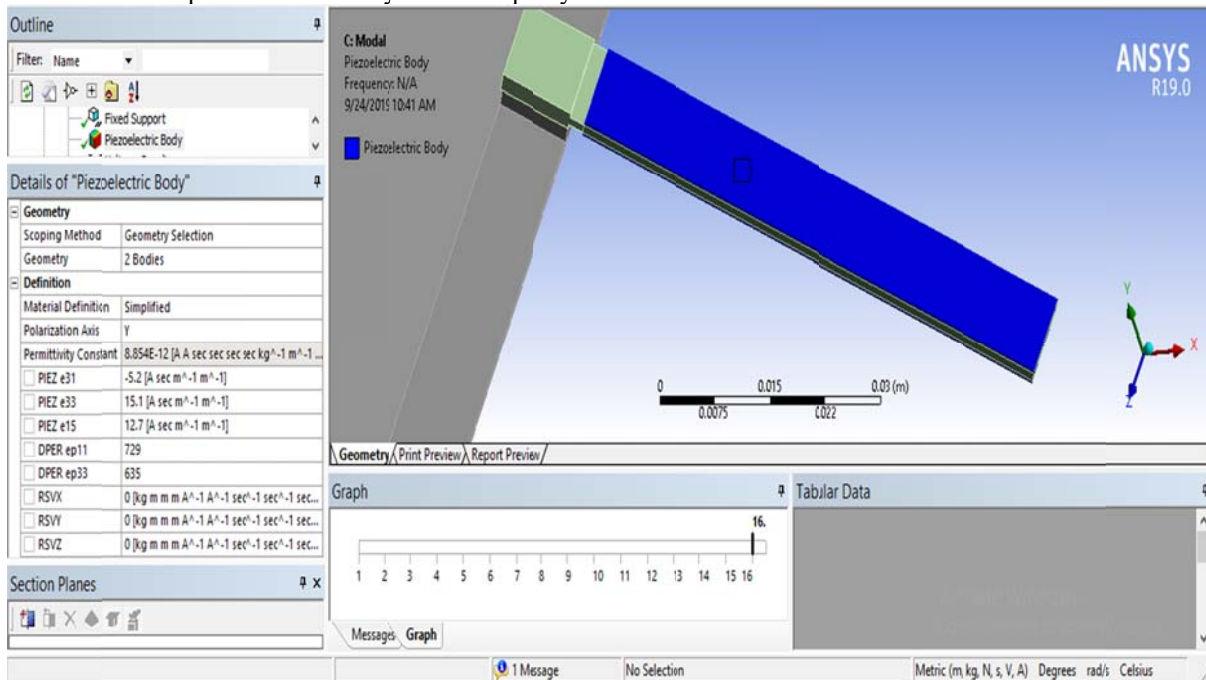 Outline
Filter: Name
Fixed Support
Piezoelectric Body
Details of "Piezoelectric Body"
Geometry
Scoping Method Geometry Selection
Geometry 2 Bodies
Definition
Material Definition Simplified
Polarization Axis Y
Permittivity Constant 8.854E-12 [A A sec sec sec sec kg^-1 m^-1 ...
PIEZ e31 -5.2 [A sec m^-1 m^-1]
PIEZ e33 15.1 [A sec m^-1 m^-1]
PIEZ e15 12.7 [A sec m^-1 m^-1]
DPER ep11 729
DPER ep33 635
RSVX 0 [kg m m m A^-1 A^-1 sec^-1 sec^-1 sec...
RSVY 0 [kg m m m A^-1 A^-1 sec^-1 sec^-1 sec...
RSVZ 0 [kg m m m A^-1 A^-1 sec^-1 sec^-1 sec...
Section Planes
C: Modal
Piezoelectric Body
Frequency: N/A
9/24/2019 10:41 AM
Piezoelectric Body
ANSYS
R19.0
Y
X
Z
0 0.015 0.03 (m)
0.0075 0.022
Geometry Print Preview Report Preview
Graph
16.
1 2 3 4 5 6 7 8 9 10 11 12 13 14 15 16
Messages Graph
Tabular Data
1 Message No Selection Metric (m, kg, N, s, V, A) Degrees rad/s Celsius